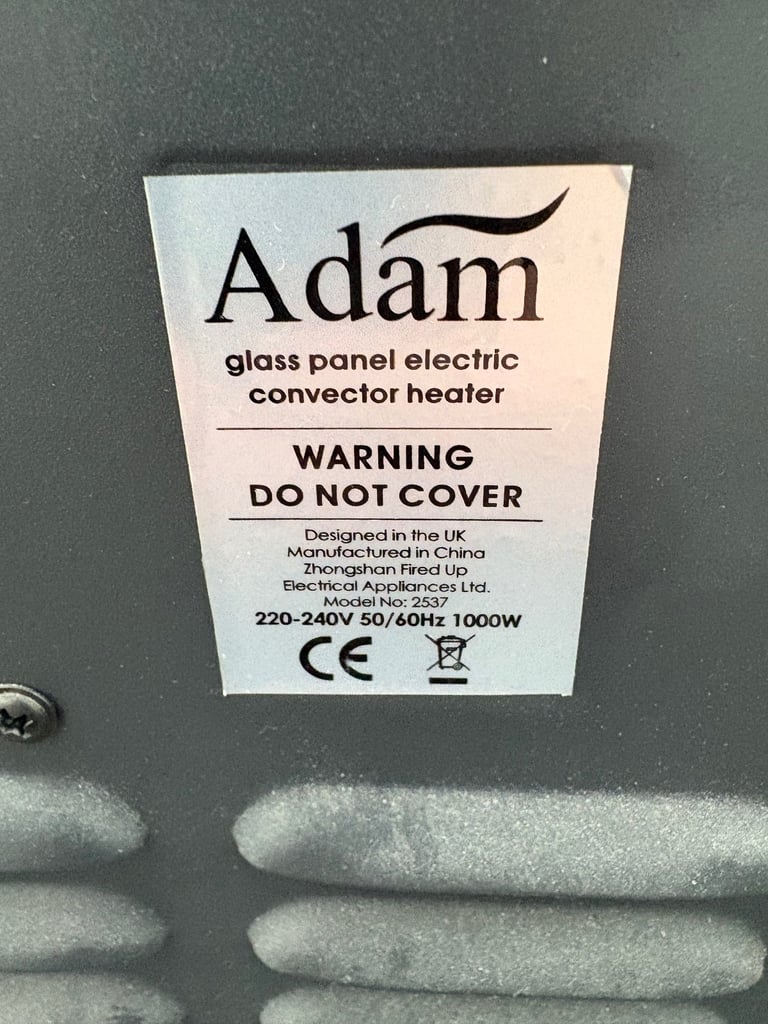 Adam
glass panel electric
convector heater
WARNING
DO NOT COVER
Designed in the UK
Manufactured in China
Zhongshan Fired Up
Electrical Appliances Ltd.
Model No: 2537
220-240V 50/60Hz 1000W
CE